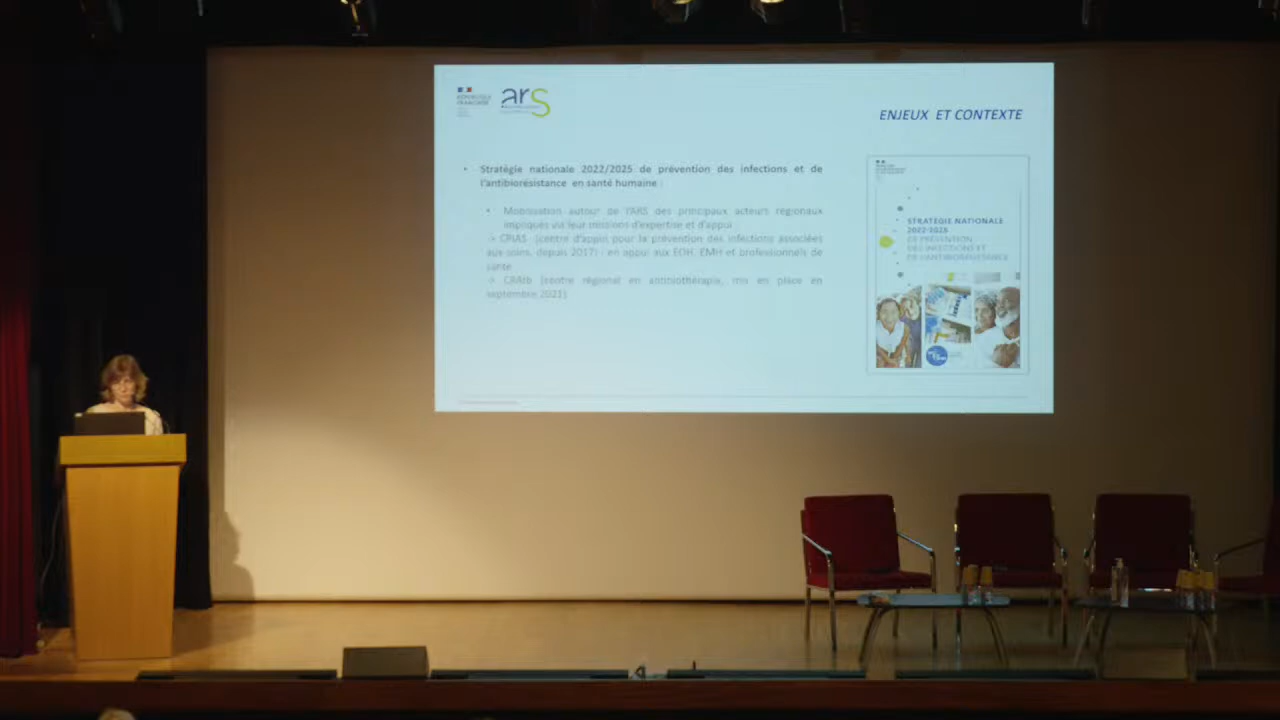 RÉPUBLIQUE
FRANÇAISE
ars
ENJEUX ET CONTEXTE
• Stratégie nationale 2022/2025 de prévention des infections et de
l'antibiorésistance en santé humaine :
• Mobilisation autour de l'ARS des principaux acteurs régionaux
impliqués via leur missions d'expertise et d'appui
-> CPIAS (centre d'appui pour la prévention des infections associées
aux soins, depuis 2017) : en appui aux EOH, EMH et professionnels de
santé
-> CRAtb (centre régional en antibiothérapie, mis en place en
septembre 2021)
STRATÉGIE NATIONALE
2022-2025
DE PRÉVENTION
DES INFECTIONS ET
DE L'ANTIBIORÉSISTANCE